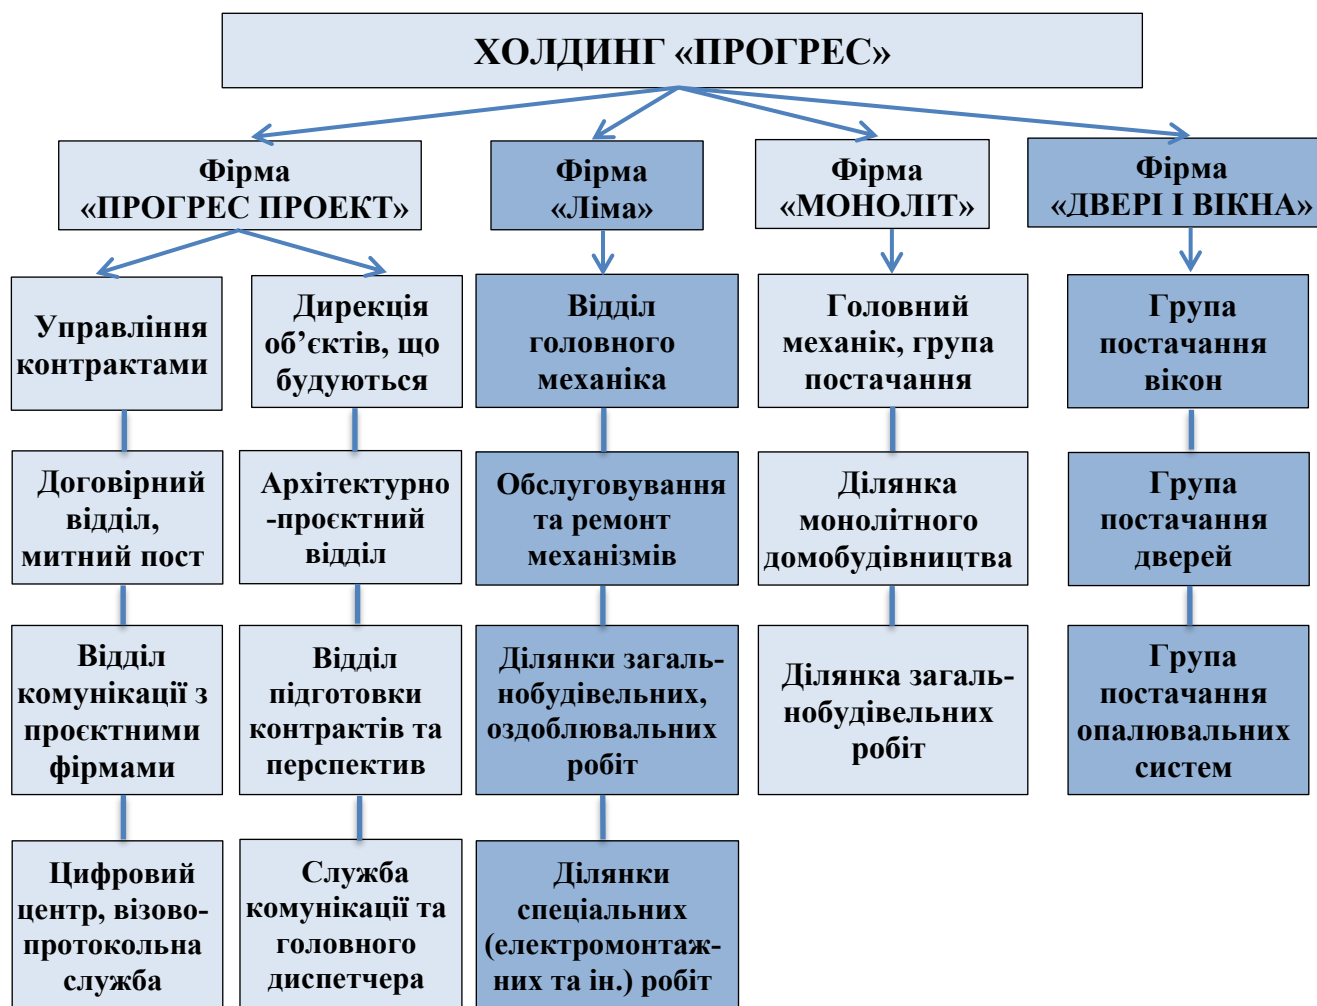 ХОЛДИНГ «ПРОГРЕС»
Фірма
«ПРОГРЕС ПРОЕКТ»
Фірма
«Ліма»
Фірма
«МОНОЛІТ»
Фірма
«ДВЕРІ І ВІКНА»
Управління
контрактами
Дирекція
об’єктів, що
будуються
Відділ
головного
механіка
Головний
механік, група
постачання
Група
постачання
вікон
Договірний
відділ,
митний пост
Архітектурно
-проєктний
відділ
Обслуговування
та ремонт
механізмів
Ділянка
монолітного
домобудівництва
Група
постачання
дверей
Відділ
комунікації з
проєктними
фірмами
Відділ
підготовки
контрактів та
перспектив
Ділянки загаль-
нобудівельних,
оздоблювальних
робіт
Ділянка загаль-
нобудівельних
робіт
Група
постачання
опалювальних
систем
Цифровий
центр, візово-
протокольна
служба
Служба
комунікації та
головного
диспетчера
Ділянки
спеціальних
(електромонтаж-
них та ін.) робіт